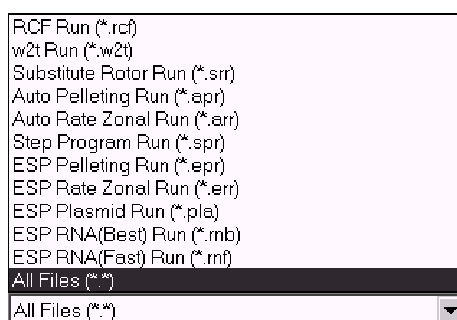 RCF Run (*.rcf)
w2t Run (*.w2t)
Substitute Rotor Run (*.srr)
Auto Pelleting Run (*.apr)
Auto Rate Zonal Run (*.arr)
Step Program Run (*.spr)
ESP Pelleting Run (*.epr)
ESP Rate Zonal Run (*.err)
ESP Plasmid Run (*.pla)
ESP RNA(Best) Run (*.rnb)
ESP RNA(Fast) Run (*.rnf)
All Files (*.*)
All Files (*.*)